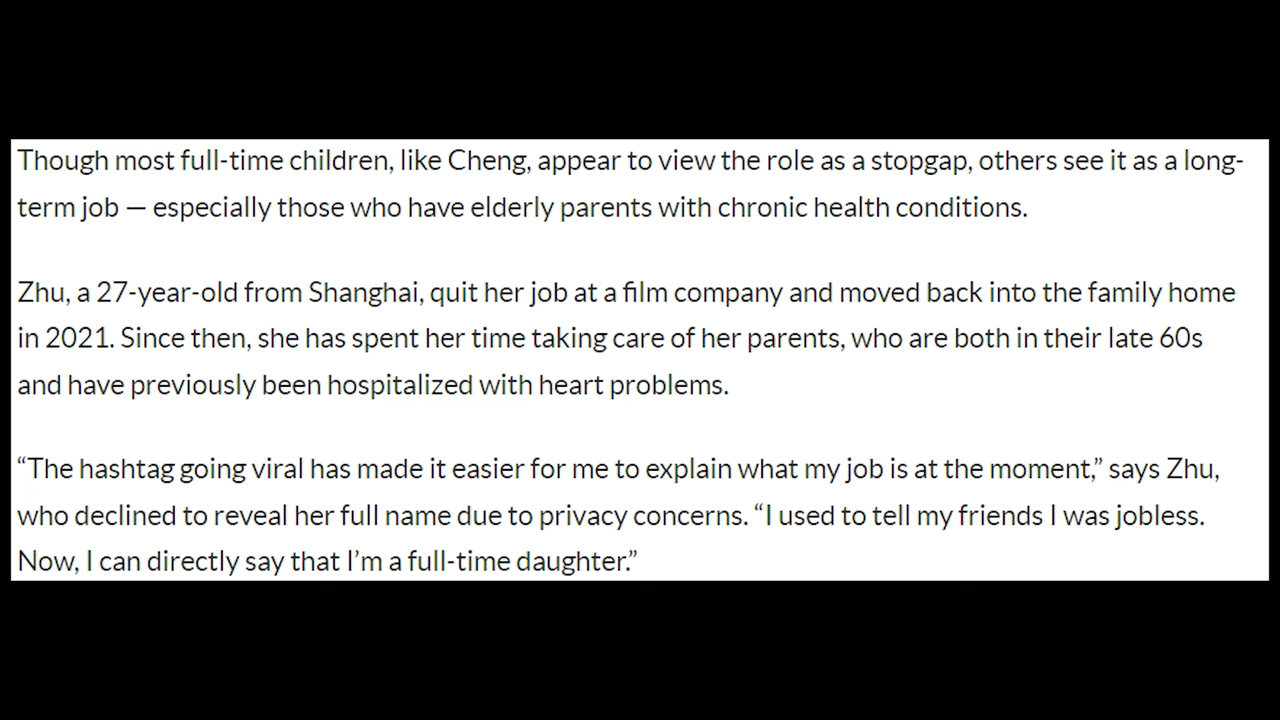 Though most full-time children, like Cheng, appear to view the role as a stopgap, others see it as a long-
term job — especially those who have elderly parents with chronic health conditions.
Zhu, a 27-year-old from Shanghai, quit her job at a film company and moved back into the family home
in 2021. Since then, she has spent her time taking care of her parents, who are both in their late 60s
and have previously been hospitalized with heart problems.
“The hashtag going viral has made it easier for me to explain what my job is at the moment,” says Zhu,
who declined to reveal her full name due to privacy concerns. “I used to tell my friends I was jobless.
Now, I can directly say that I’m a full-time daughter.”